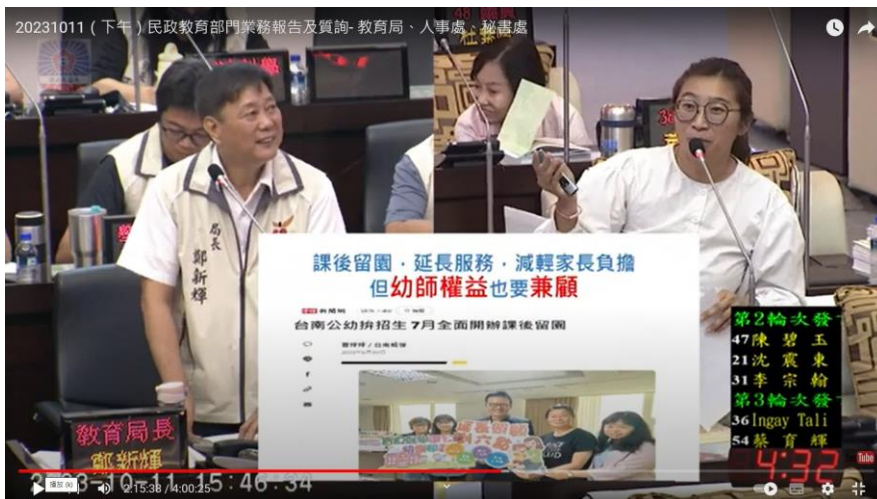 20231011 ( 下午 ) 民政教育部門業務報告及質詢- 教育局、人事處、秘書處
局長
鄭新輝
課後留園．延長服務．減輕家長負擔
但幼師權益也要兼顧
台南公幼拚招生 7月全面開辦課後留園
教育局長
鄭新輝
第2輪次發
47陳碧玉
21沈震東
31李宗翰
第3輪次發
36Ingay Tali
54蔡育輝
4:32
15:46:34
播放 (k)
2:15:38 / 4:00:25
Tube